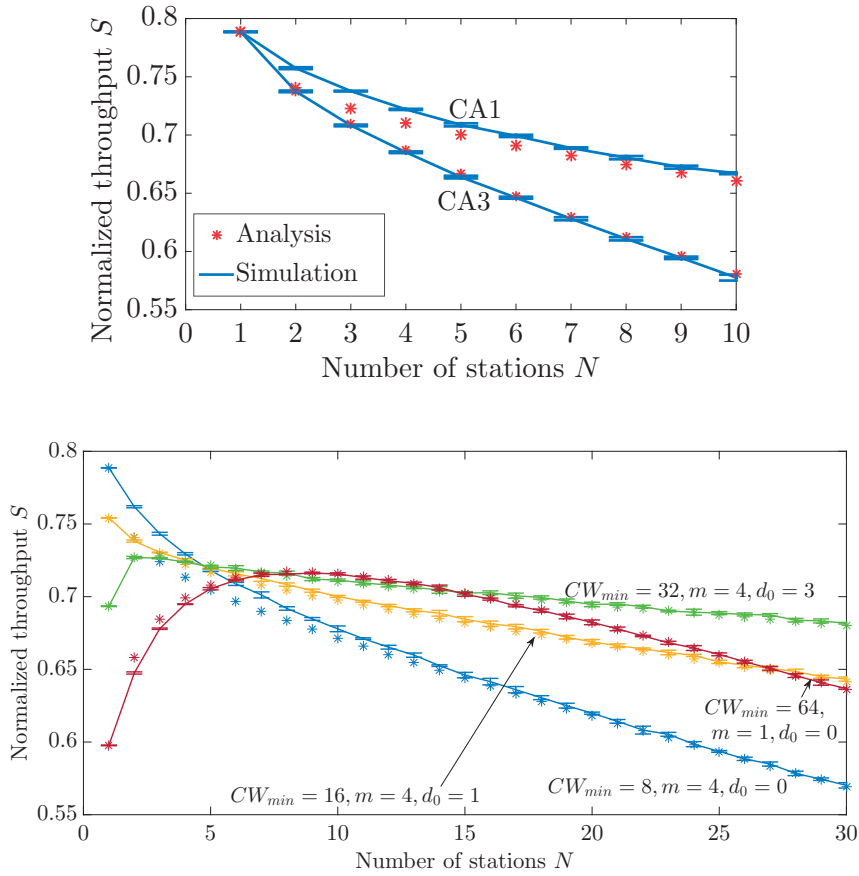 0.8
0.75
0.7
0.65
0.6
0.55
Normalized throughput S
CA1
CA3
Analysis
Simulation
0 1 2 3 4 5 6 7 8 9 10
Number of stations N
0.8
0.75
0.7
0.65
0.6
0.55
Normalized throughput S
CW_min = 32, m = 4, d_0 = 3
CW_min = 64,
m = 1, d_0 = 0
CW_min = 16, m = 4, d_0 = 1
CW_min = 8, m = 4, d_0 = 0
0 5 10 15 20 25 30
Number of stations N